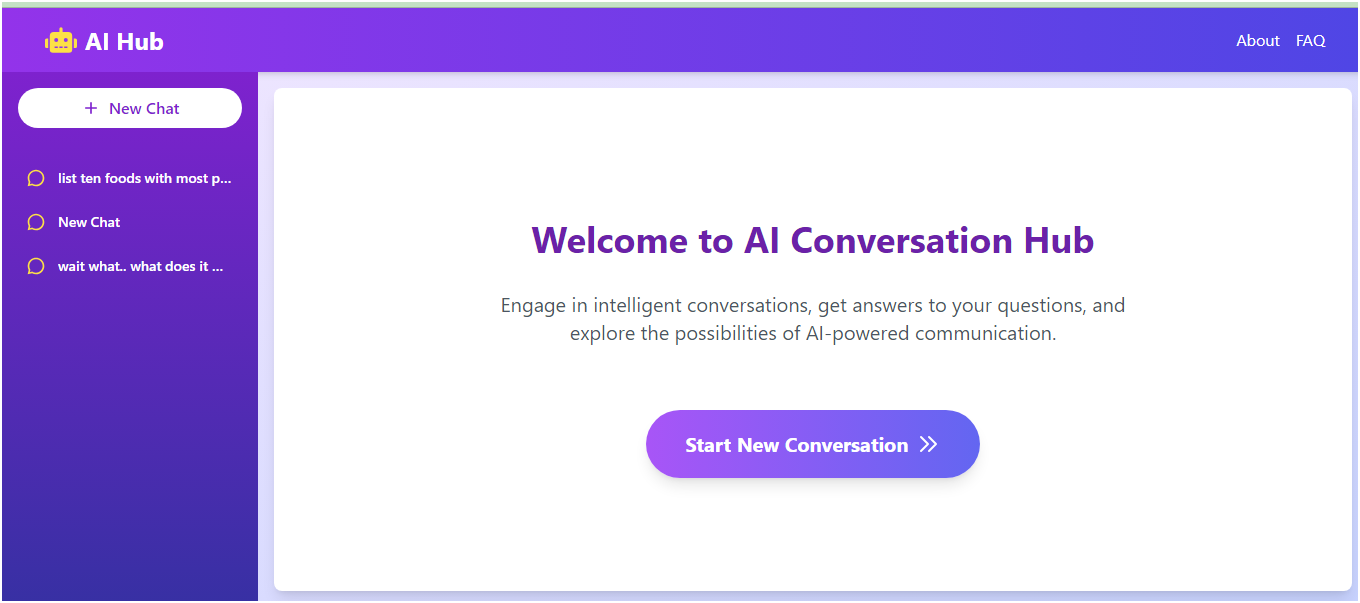 AI Hub
About
FAQ
New Chat
list ten foods with most p...
New Chat
wait what.. what does it ...
Welcome to AI Conversation Hub
Engage in intelligent conversations, get answers to your questions, and
explore the possibilities of AI-powered communication.
Start New Conversation